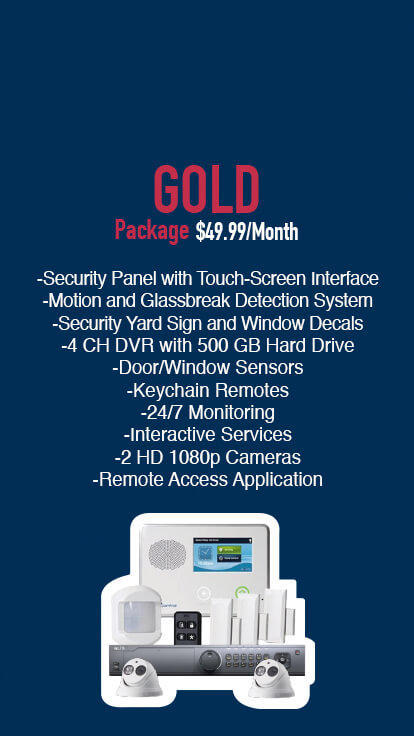 GOLD
Package $49.99/Month
-Security Panel with Touch-Screen Interface
-Motion and Glassbreak Detection System
-Security Yard Sign and Window Decals
-4 CH DVR with 500 GB Hard Drive
-Door/Window Sensors
-Keychain Remotes
-24/7 Monitoring
-Interactive Services
-2 HD 1080p Cameras
-Remote Access Application